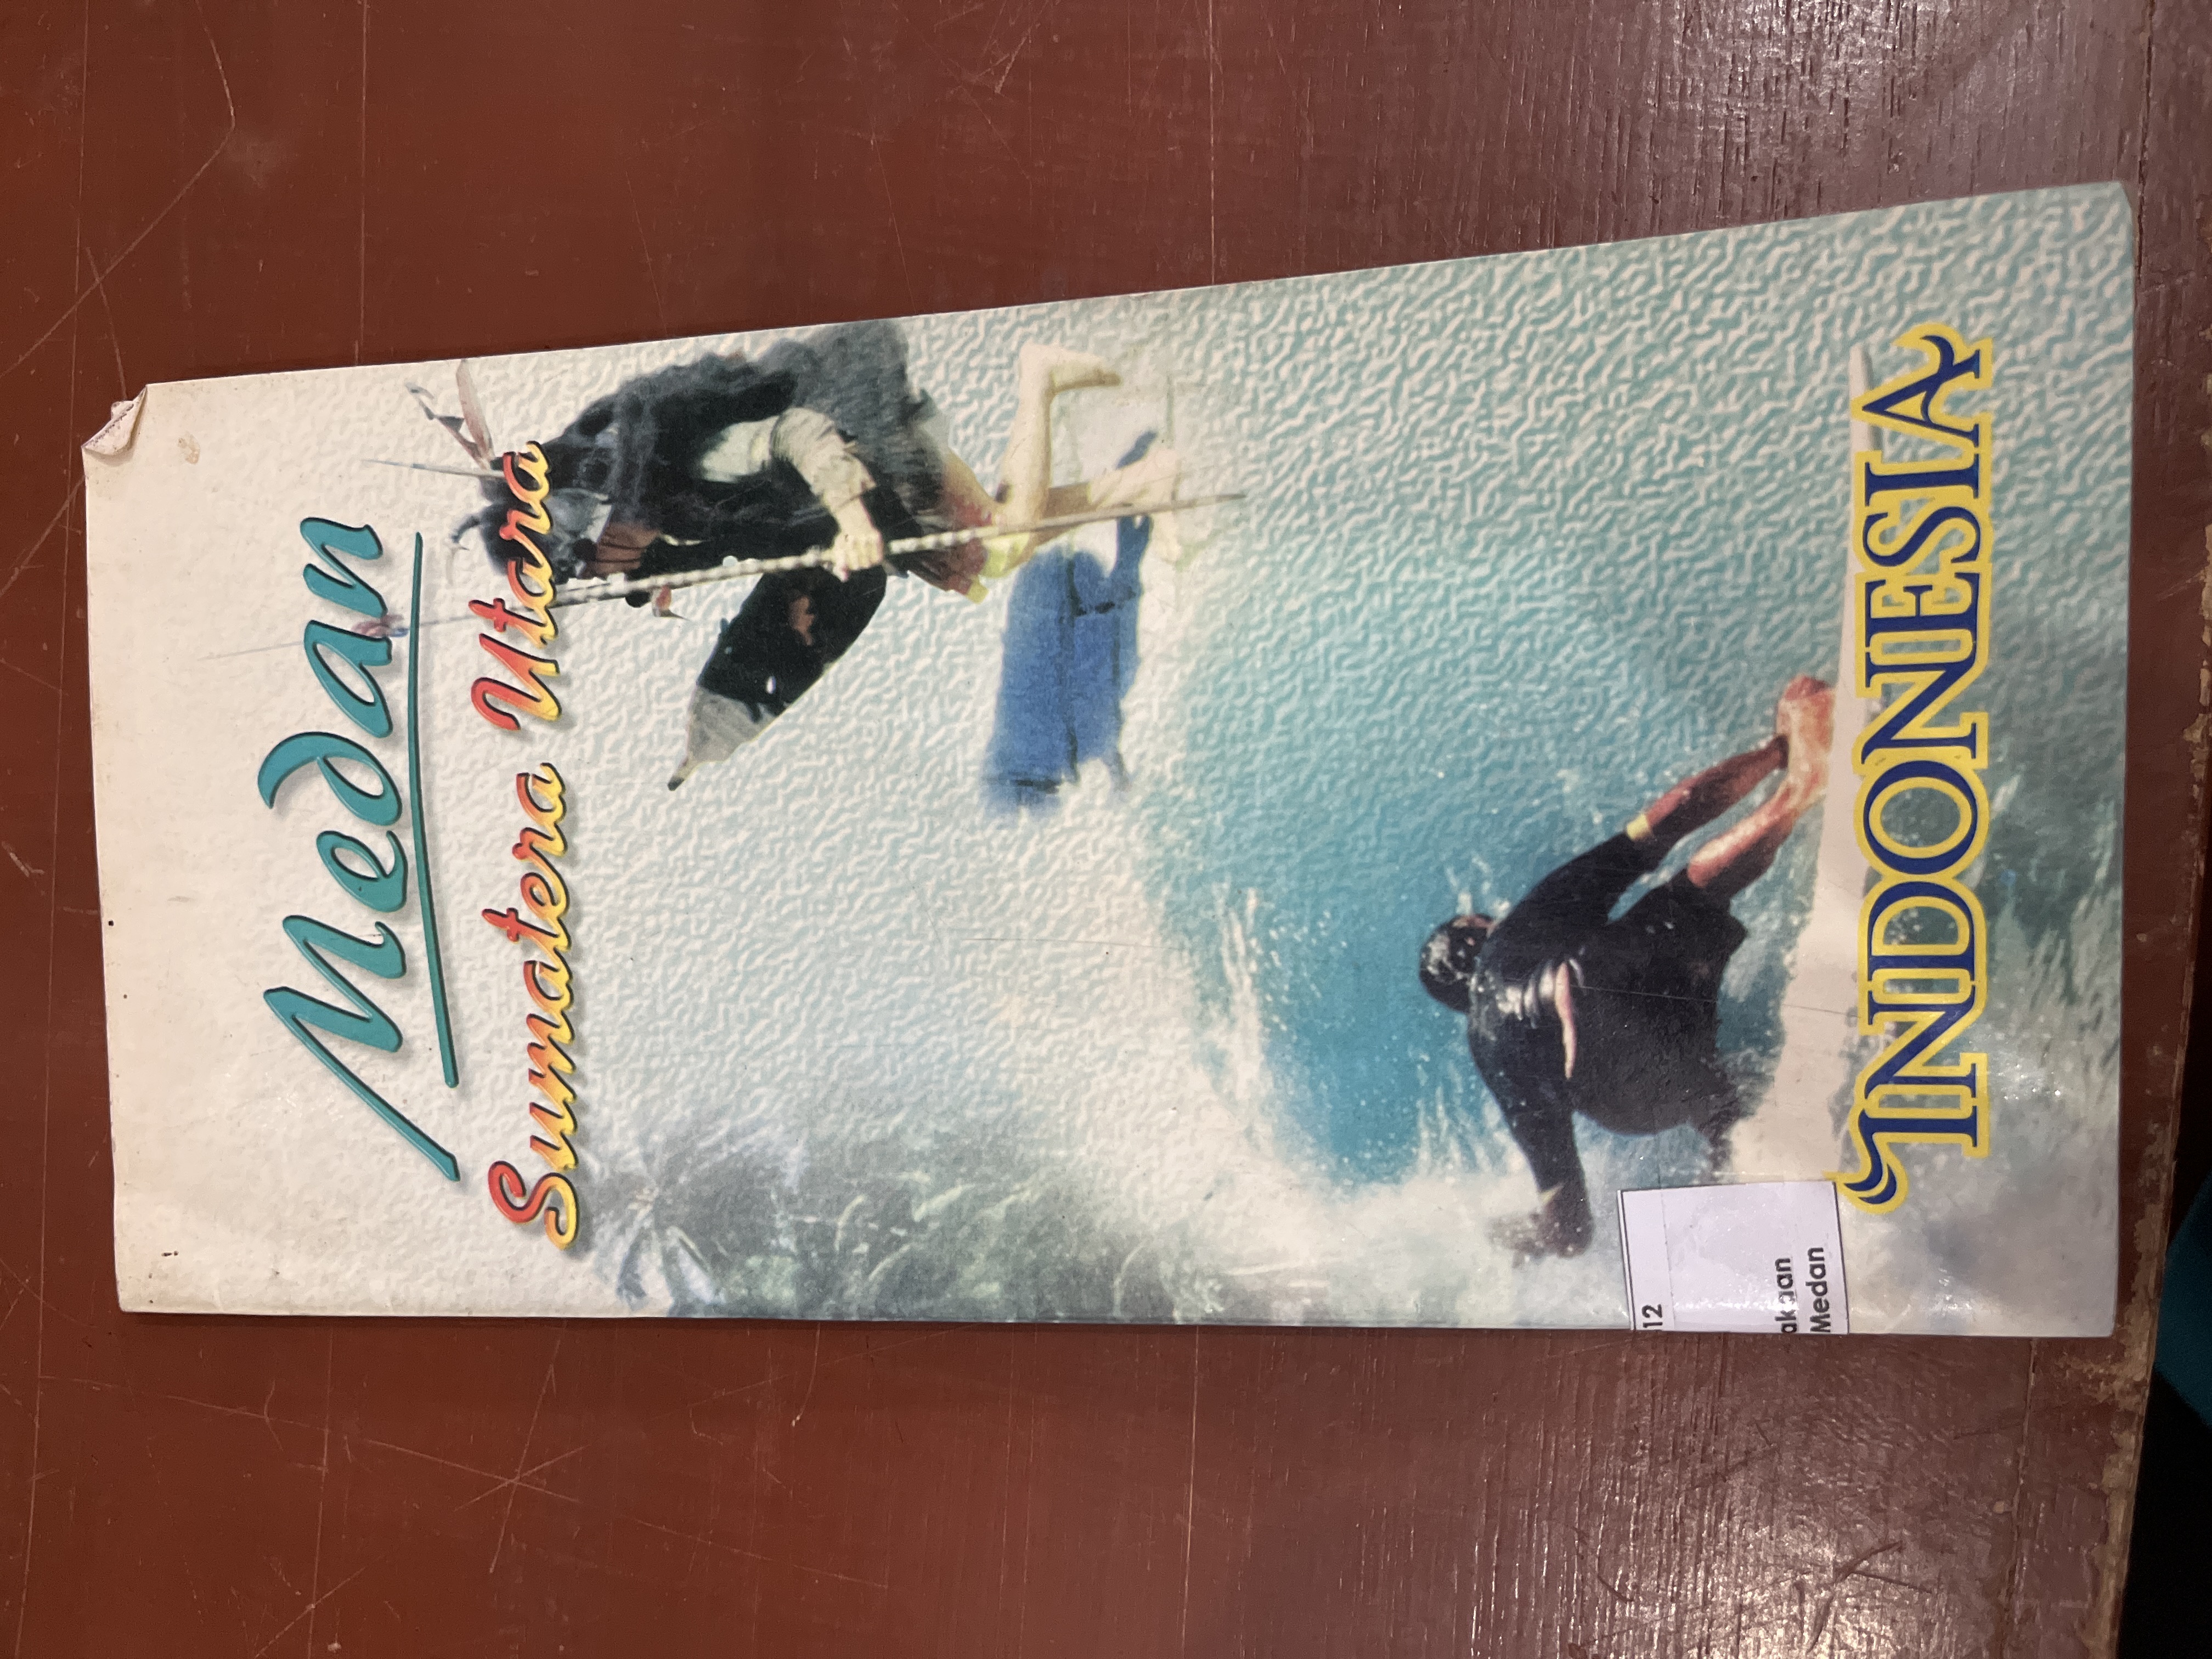 Medan
Sumatera Utara
12
akaan
Medan
INDONESIA